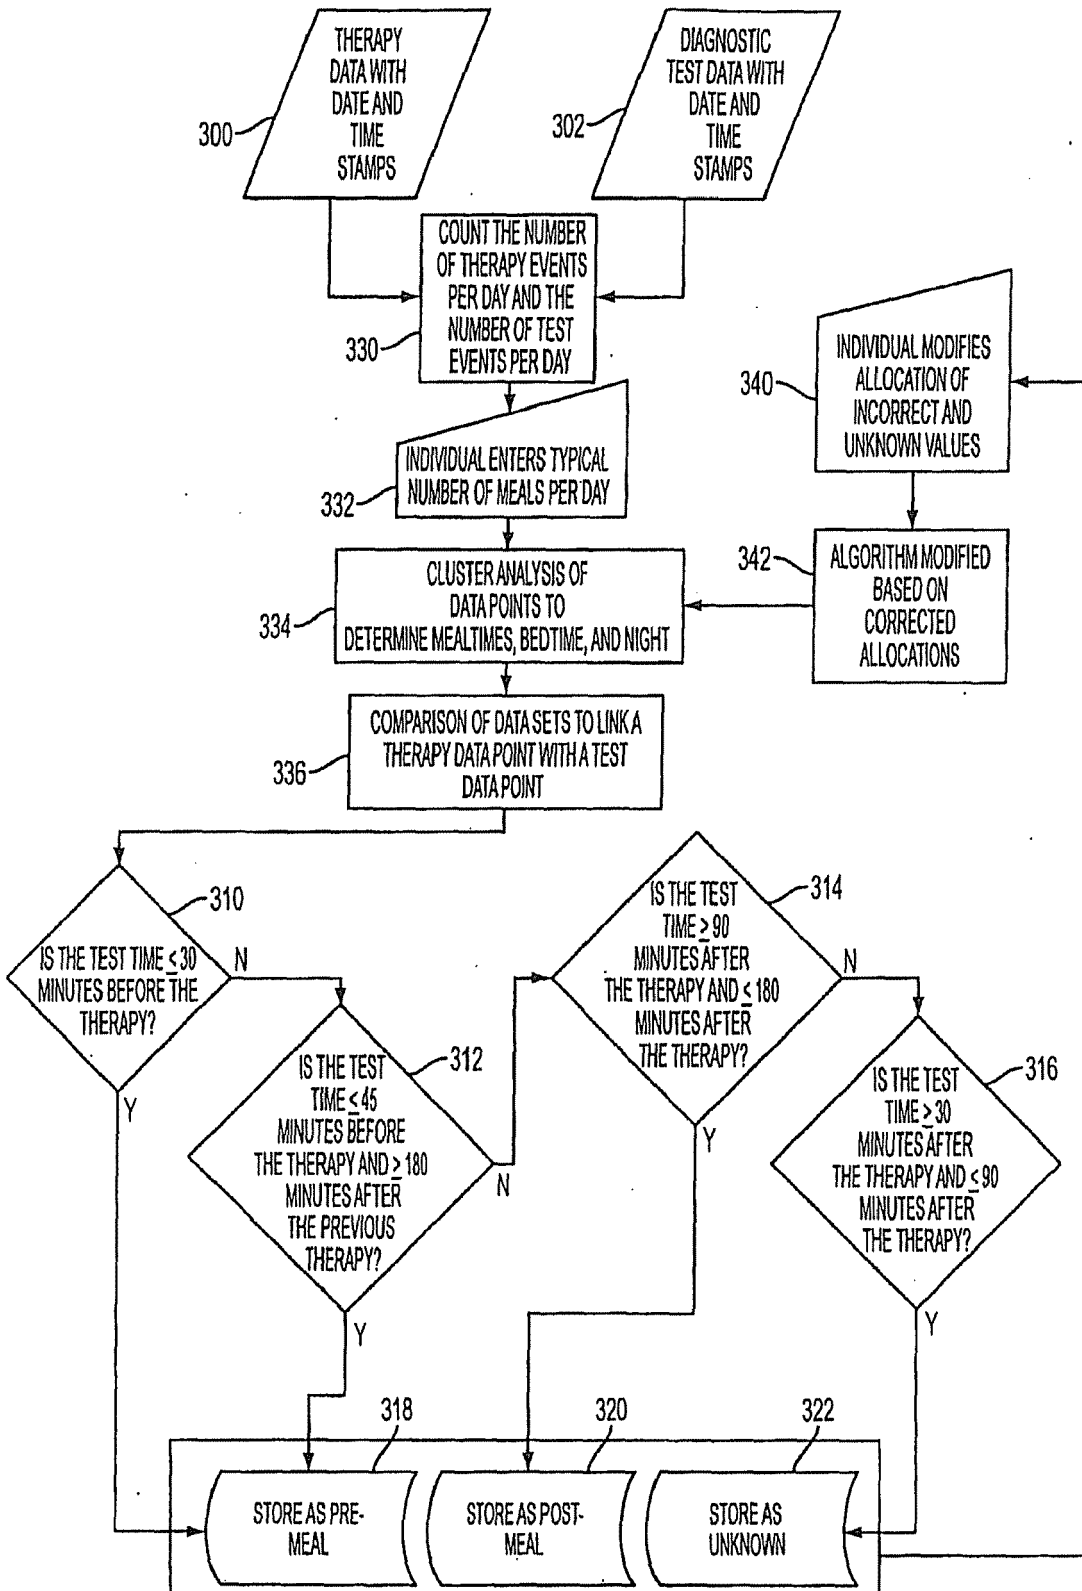 THERAPY
DATA WITH
DATE AND
TIME
STAMPS
300
DIAGNOSTIC
TEST DATA WITH
DATE AND
TIME
STAMPS
302
COUNT THE NUMBER
OF THERAPY EVENTS
PER DAY AND THE
NUMBER OF TEST
EVENTS PER DAY
330
INDIVIDUAL ENTERS TYPICAL
NUMBER OF MEALS PER DAY
332
INDIVIDUAL MODIFIES
ALLOCATION OF
INCORRECT AND
UNKNOWN VALUES
340
CLUSTER ANALYSIS OF
DATA POINTS TO
DETERMINE MEALTIMES, BEDTIME, AND NIGHT
334
ALGORITHM MODIFIED
BASED ON
CORRECTED
ALLOCATIONS
342
COMPARISON OF DATA SETS TO LINK A
THERAPY DATA POINT WITH A TEST
DATA POINT
336
310
IS THE TEST TIME ≤ 30
MINUTES BEFORE THE
THERAPY?
N
Y
312
IS THE TEST
TIME ≤ 45
MINUTES BEFORE
THE THERAPY AND ≥ 180
MINUTES AFTER
THE PREVIOUS
THERAPY?
N
Y
314
IS THE TEST
TIME ≥ 90
MINUTES AFTER
THE THERAPY AND ≤ 180
MINUTES AFTER
THE THERAPY?
N
Y
316
IS THE TEST
TIME ≥ 30
MINUTES AFTER
THE THERAPY AND ≤ 90
MINUTES AFTER
THE THERAPY?
Y
318
STORE AS PRE-
MEAL
320
STORE AS POST-
MEAL
322
STORE AS
UNKNOWN